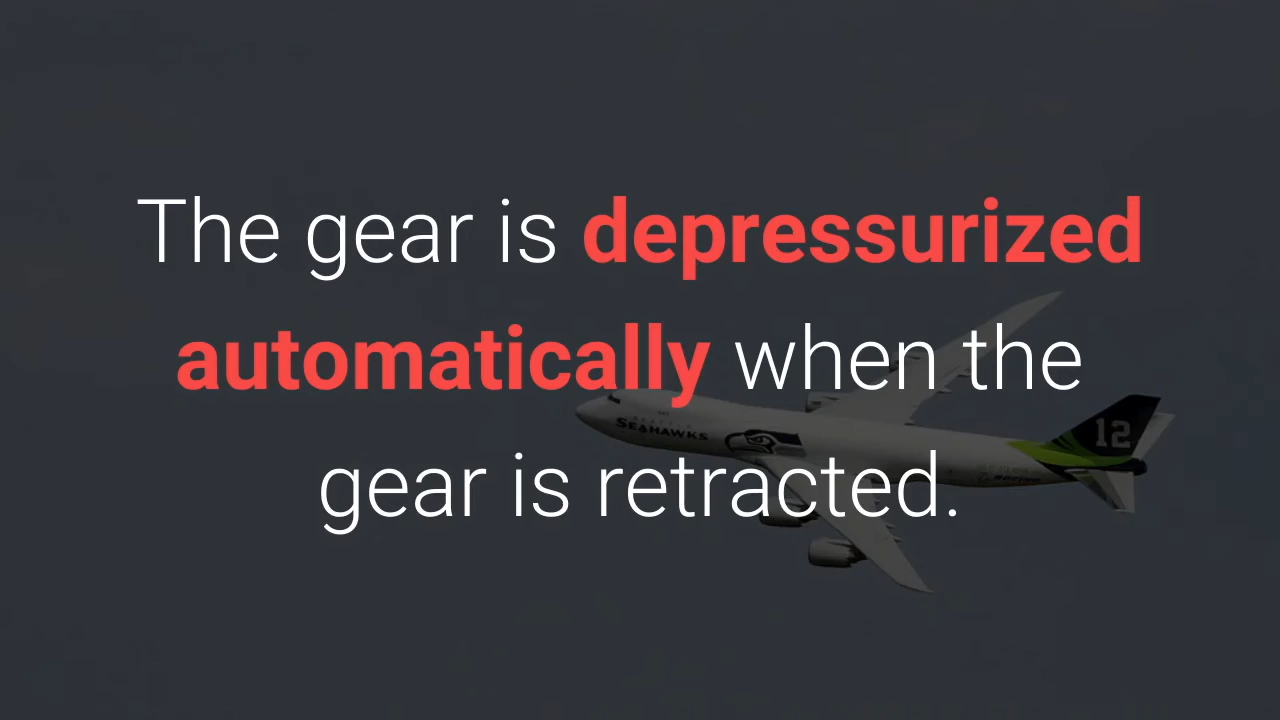 The gear is depressurized
automatically when the
gear is retracted.
SEAHAWKS
12